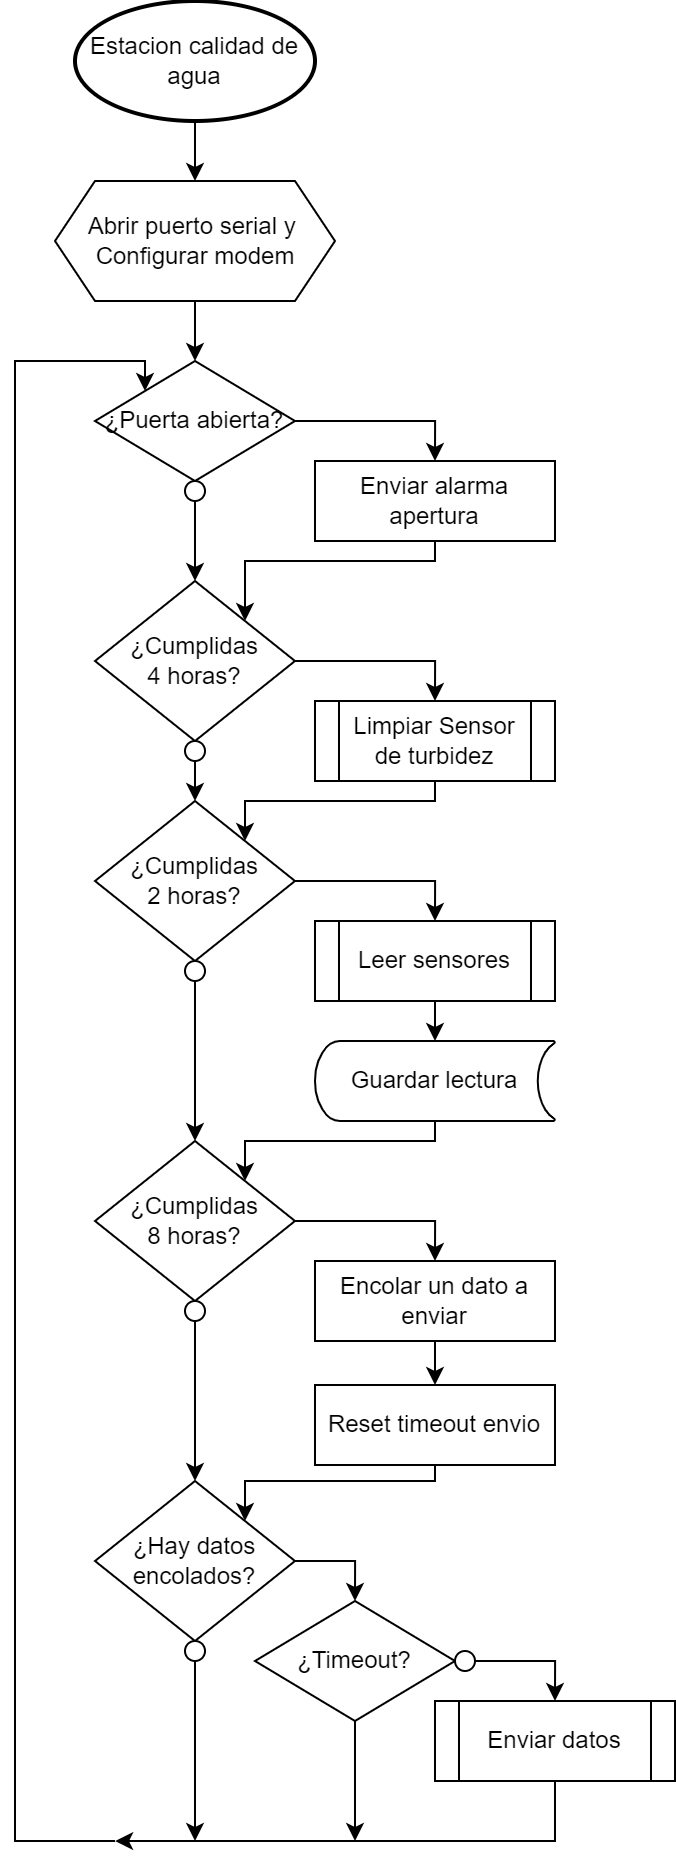 Estacion calidad de
agua
Abrir puerto serial y
Configurar modem
¿Puerta abierta?
Enviar alarma
apertura
¿Cumplidas
4 horas?
Limpiar Sensor
de turbidez
¿Cumplidas
2 horas?
Leer sensores
Guardar lectura
¿Cumplidas
8 horas?
Encolar un dato a
enviar
Reset timeout envio
¿Hay datos
encolados?
¿Timeout?
Enviar datos